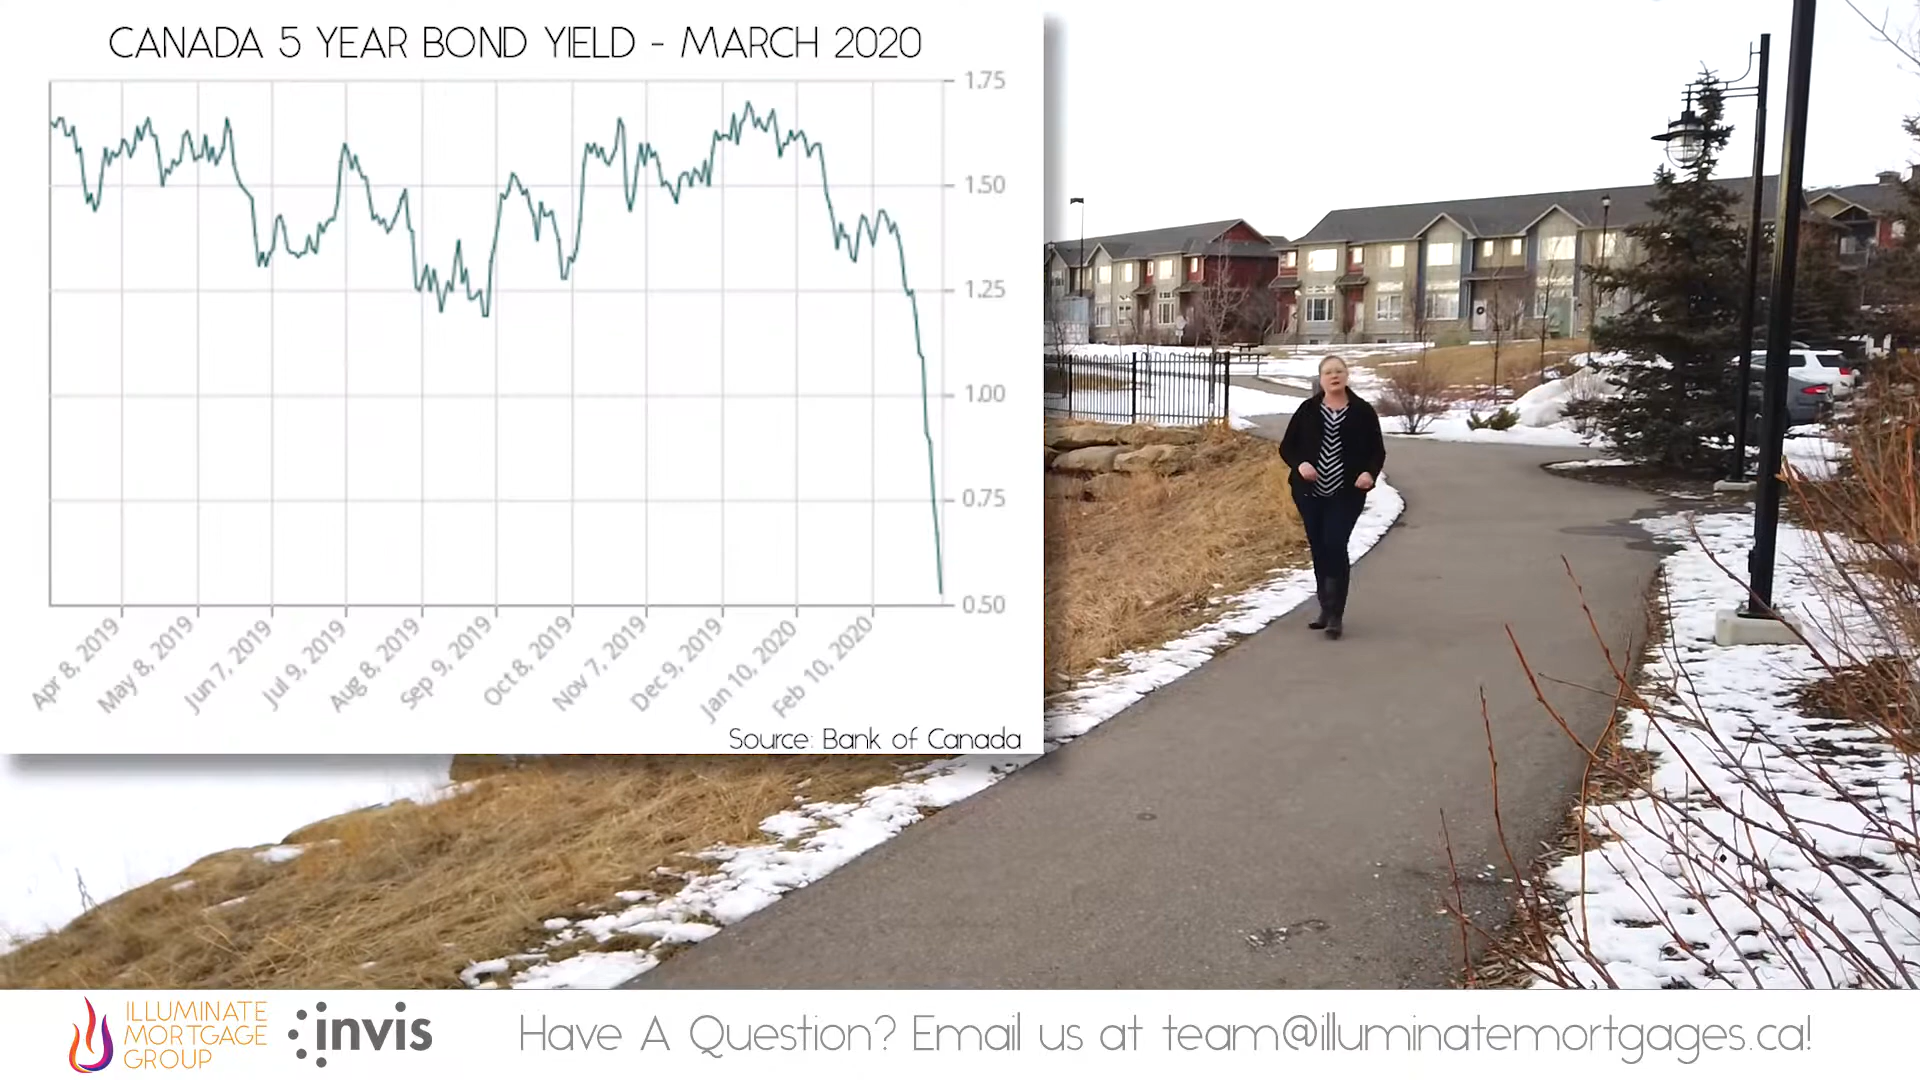 CANADA 5 YEAR BOND YIELD - MARCH 2020
1.75
1.50
1.25
1.00
0.75
0.50
Apr 8, 2019
May 8, 2019
Jun 7, 2019
Jul 9, 2019
Aug 8, 2019
Sep 9, 2019
Oct 8, 2019
Nov 7, 2019
Dec 9, 2019
Jan 10, 2020
Feb 10, 2020
Source: Bank of Canada
ILLUMINATE
MORTGAGE
GROUP
invis
Have A Question? Email us at team@illuminatemortgages.ca!